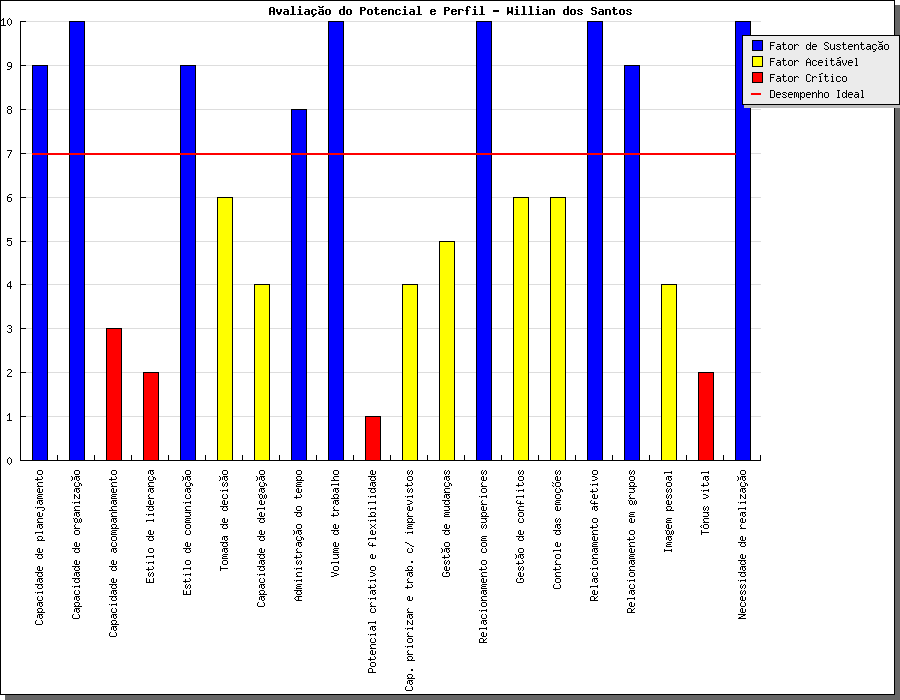 Avaliação do Potencial e Perfil - Willian dos Santos
10
9
8
7
6
5
4
3
2
1
0
Fator de Sustentação
Fator Aceitável
Fator Crítico
Desempenho Ideal
Capacidade de planejamento
Capacidade de organização
Capacidade de acompanhamento
Estilo de liderança
Estilo de comunicação
Tomada de decisão
Capacidade de delegação
Administração do tempo
Volume de trabalho
Potencial criativo e flexibilidade
Cap. priorizar e trab. c/ imprevistos
Gestão de mudanças
Relacionamento com superiores
Gestão de conflitos
Controle das emoções
Relacionamento afetivo
Relacionamento em grupos
Imagem pessoal
Tônus vital
Necessidade de realização